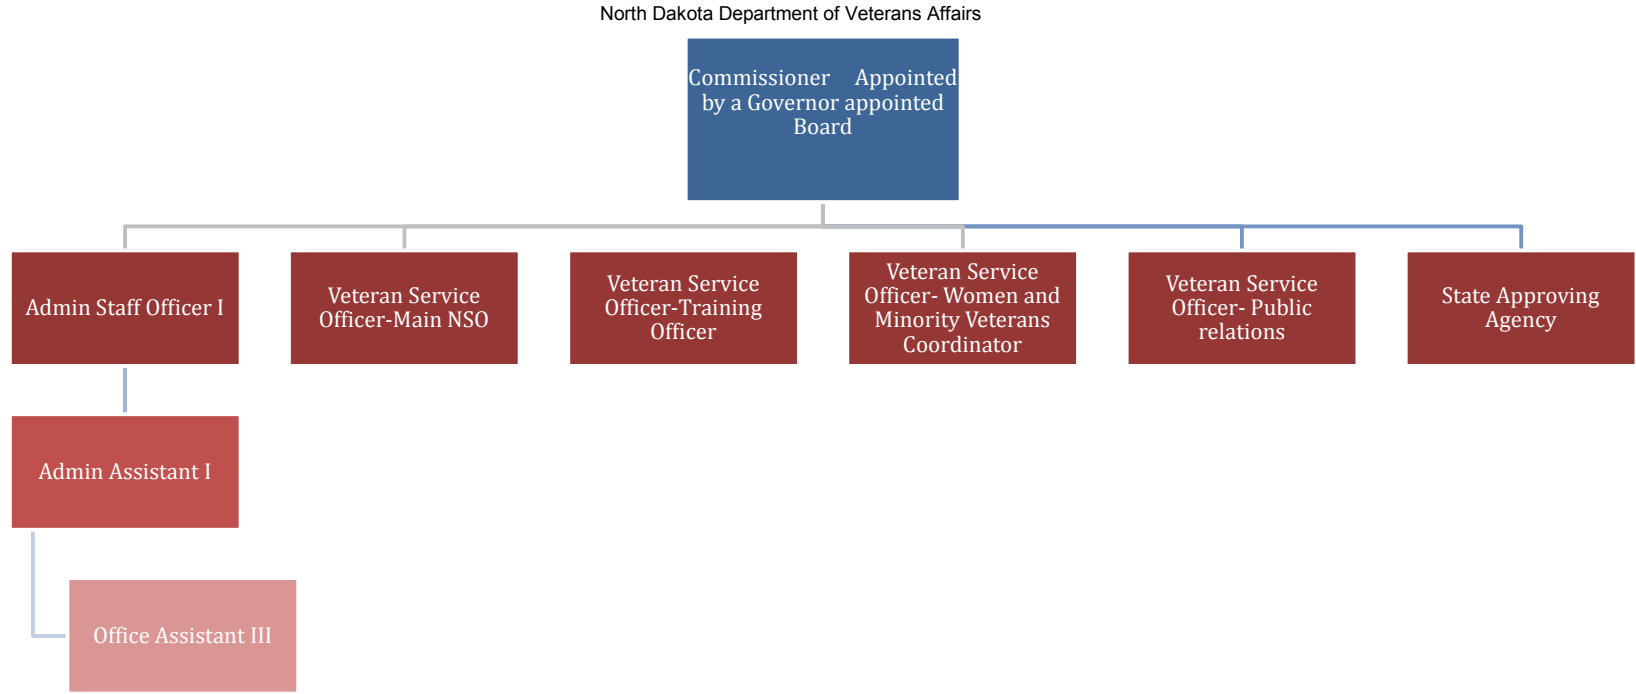 North Dakota Department of Veterans Affairs
Commissioner Appointed
by a Governor appointed
Board
Admin Staff Officer I
Veteran Service
Officer-Main NSO
Veteran Service
Officer-Training
Officer
Veteran Service
Officer- Women and
Minority Veterans
Coordinator
Veteran Service
Officer- Public
relations
State Approving
Agency
Admin Assistant I
Office Assistant III